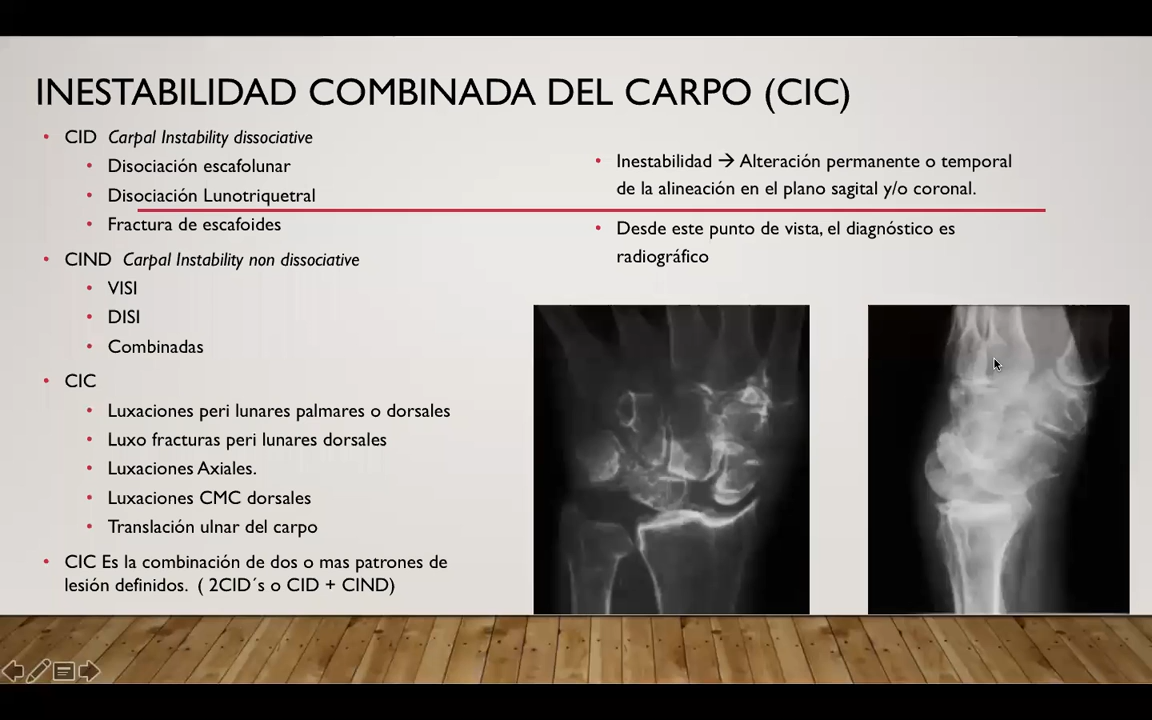 INESTABILIDAD COMBINADA DEL CARPO (CIC)
• CID Carpal Instability dissociative
• Disociación escafolunar
• Disociación Lunotriquetral
• Fractura de escafoides
• CIND Carpal Instability non dissociative
• VISI
• DISI
• Combinadas
• CIC
• Luxaciones peri lunares palmares o dorsales
• Luxo fracturas peri lunares dorsales
• Luxaciones Axiales.
• Luxaciones CMC dorsales
• Translación ulnar del carpo
• CIC Es la combinación de dos o mas patrones de
lesión definidos. ( 2CID´s o CID + CIND)
• Inestabilidad → Alteración permanente o temporal
de la alineación en el plano sagital y/o coronal.
• Desde este punto de vista, el diagnóstico es
radiográfico